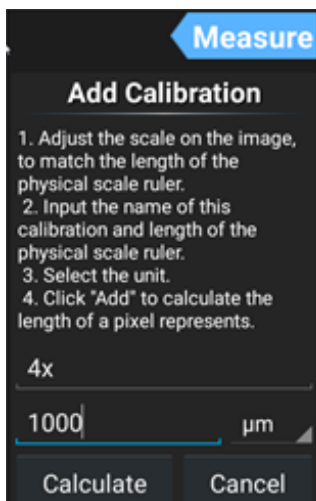 Measure
Add Calibration
1. Adjust the scale on the image,
to match the length of the
physical scale ruler.
2. Input the name of this
calibration and length of the
physical scale ruler.
3. Select the unit.
4. Click "Add" to calculate the
length of a pixel represents.
4x
1000 µm
Calculate Cancel